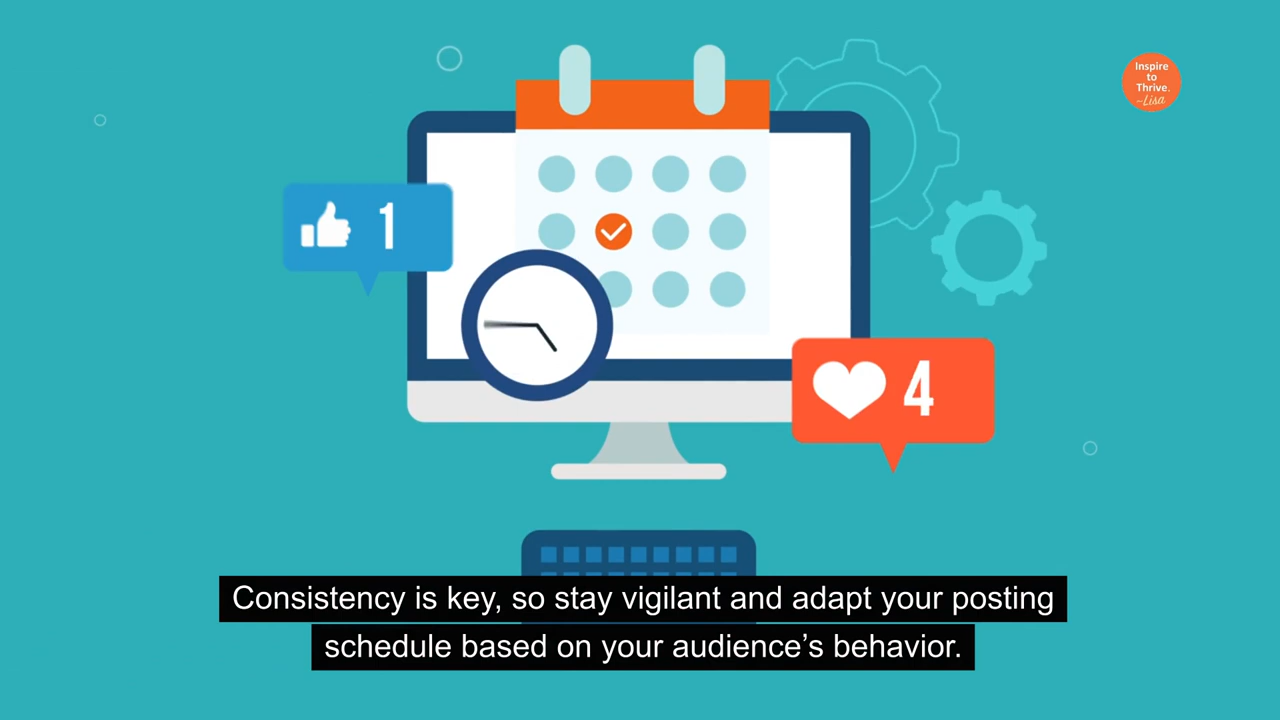 Inspire
to
Thrive.
~Lisa
1
4
Consistency is key, so stay vigilant and adapt your posting
schedule based on your audience’s behavior.